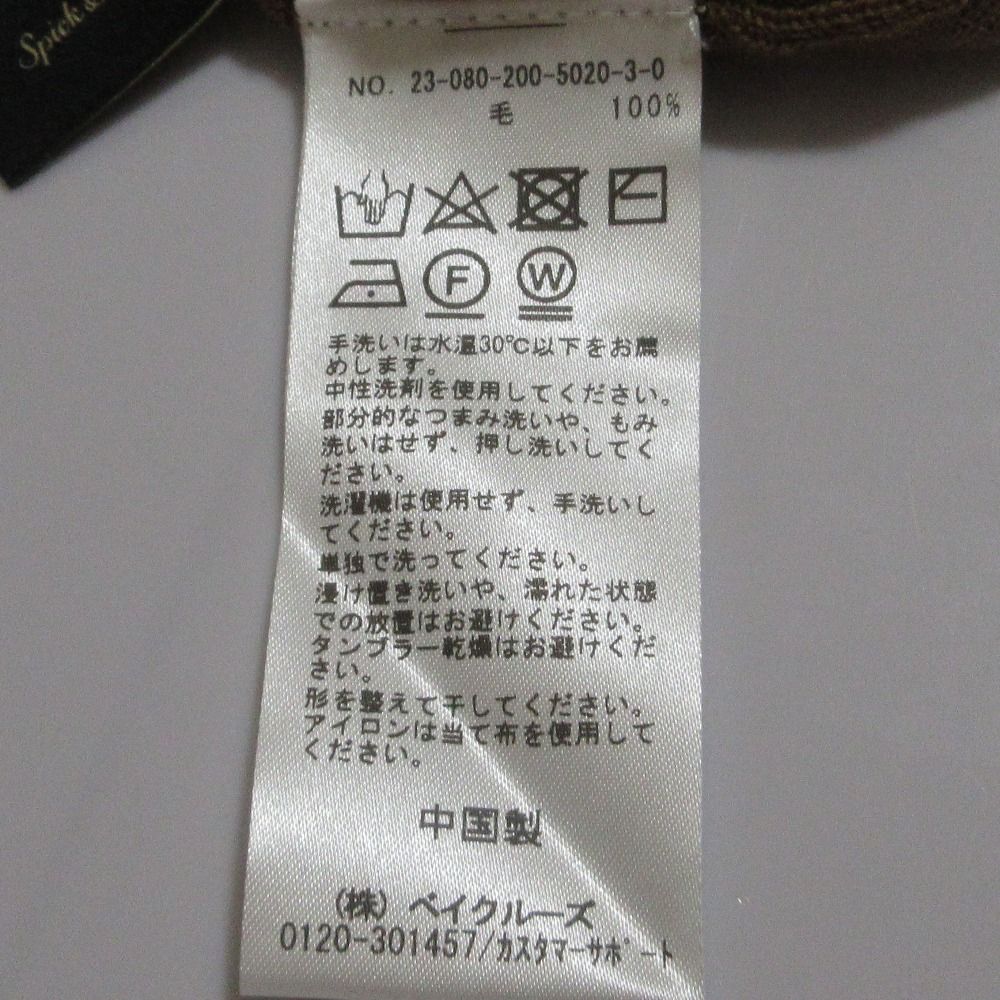 Spick &
NO. 23-080-200-5020-3-0
毛 100%
F W
手洗いは水温30℃以下をお薦
めします。
中性洗剤を使用してください。
部分的なつまみ洗いや、もみ
洗いはせず、押し洗いしてく
ださい。
洗濯機は使用せず、手洗いし
てください。
単独で洗ってください。
浸け置き洗いや、濡れた状態
での放置はお避けください。
タンブラー乾燥はお避けくだ
さい。
形を整えて干してください。
アイロンは当て布を使用して
ください。
中国製
(株) ベイクルーズ
0120-301457/カスタマーサポート